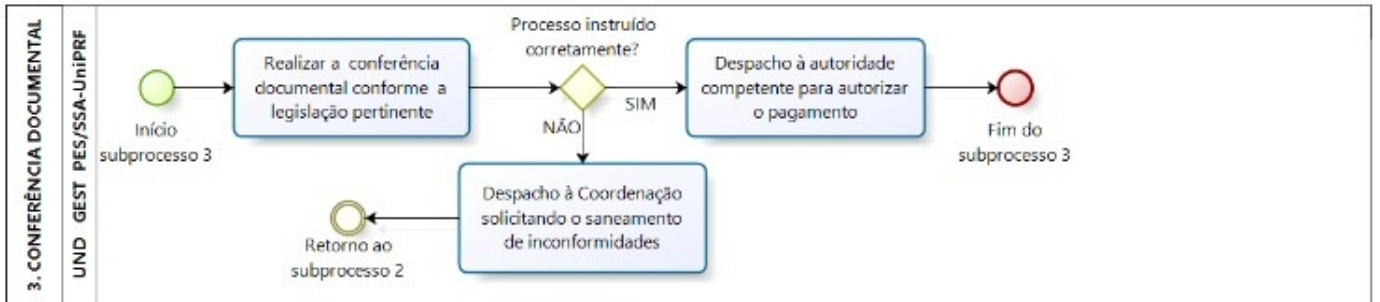 3. CONFERÊNCIA DOCUMENTAL
UND GEST PES/SSA-UniPRF
Início
subprocesso 3
Realizar a conferência
documental conforme a
legislação pertinente
Processo instruído
corretamente?
SIM
NÃO
Despacho à autoridade
competente para autorizar
o pagamento
Fim do
subprocesso 3
Despacho à Coordenação
solicitando o saneamento
de inconformidades
Retorno ao
subprocesso 2